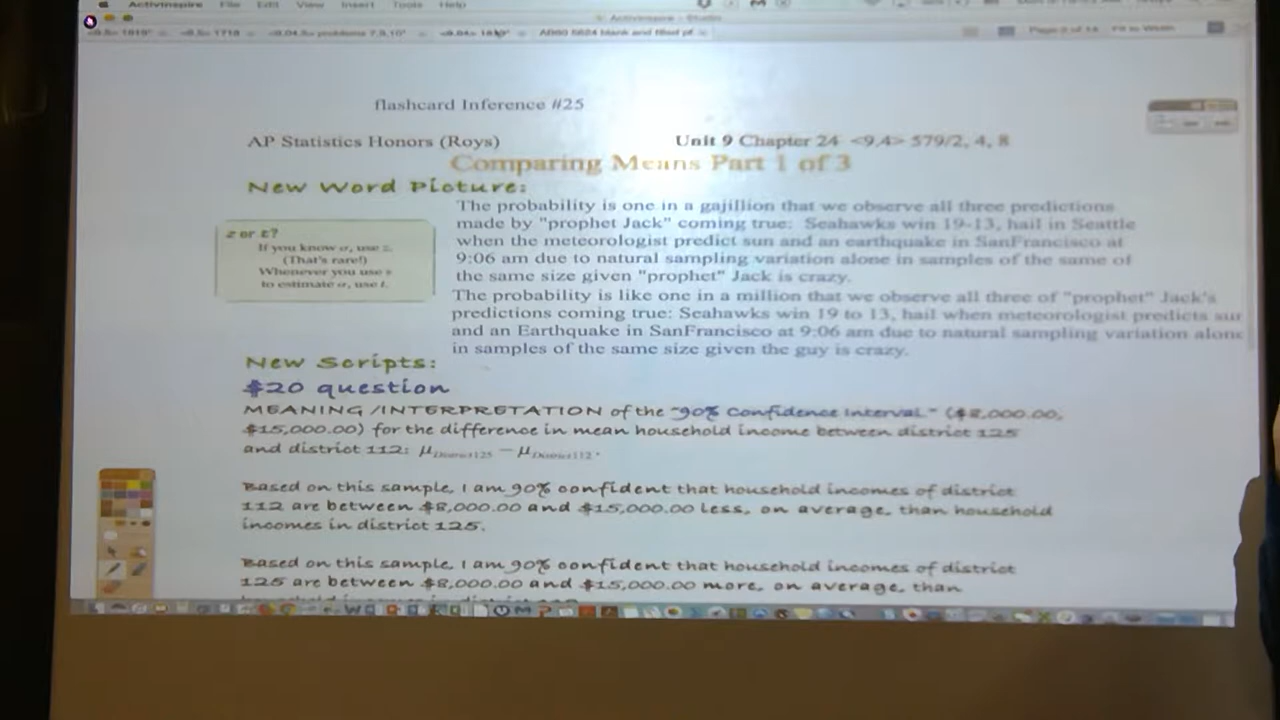 ActivInspire File Edit View Insert Tools Help
ActivInspire - Studio
flashcard Inference #25
AP Statistics Honors (Roys) Unit 9 Chapter 24 <9.4> 579/2, 4, 8
Comparing Means Part 1 of 3
New Word Picture:
The probability is one in a gajillion that we observe all three predictions
made by "prophet Jack" coming true: Seahawks win 19-13, hail in Seattle
when the meteorologist predict sun and an earthquake in SanFrancisco at
9:06 am due to natural sampling variation alone in samples of the same of
the same size given "prophet" Jack is crazy.
z or t?
If you know σ, use z.
(That's rare!)
Whenever you use s
to estimate σ, use t.
The probability is like one in a million that we observe all three of "prophet" Jack's
predictions coming true: Seahawks win 19 to 13, hail when meteorologist predicts sun
and an Earthquake in SanFrancisco at 9:06 am due to natural sampling variation alone
in samples of the same size given the guy is crazy.
New Scripts:
$20 question
MEANING /INTERPRETATION of the "90% Confidence Interval" ($8,000.00,
$15,000.00) for the difference in mean household income between district 125
and district 112: μDistrict125 − μDistrict112.
Based on this sample, I am 90% confident that household incomes of district
112 are between $8,000.00 and $15,000.00 less, on average, than household
incomes in district 125.
Based on this sample, I am 90% confident that household incomes of district
125 are between $8,000.00 and $15,000.00 more, on average, than